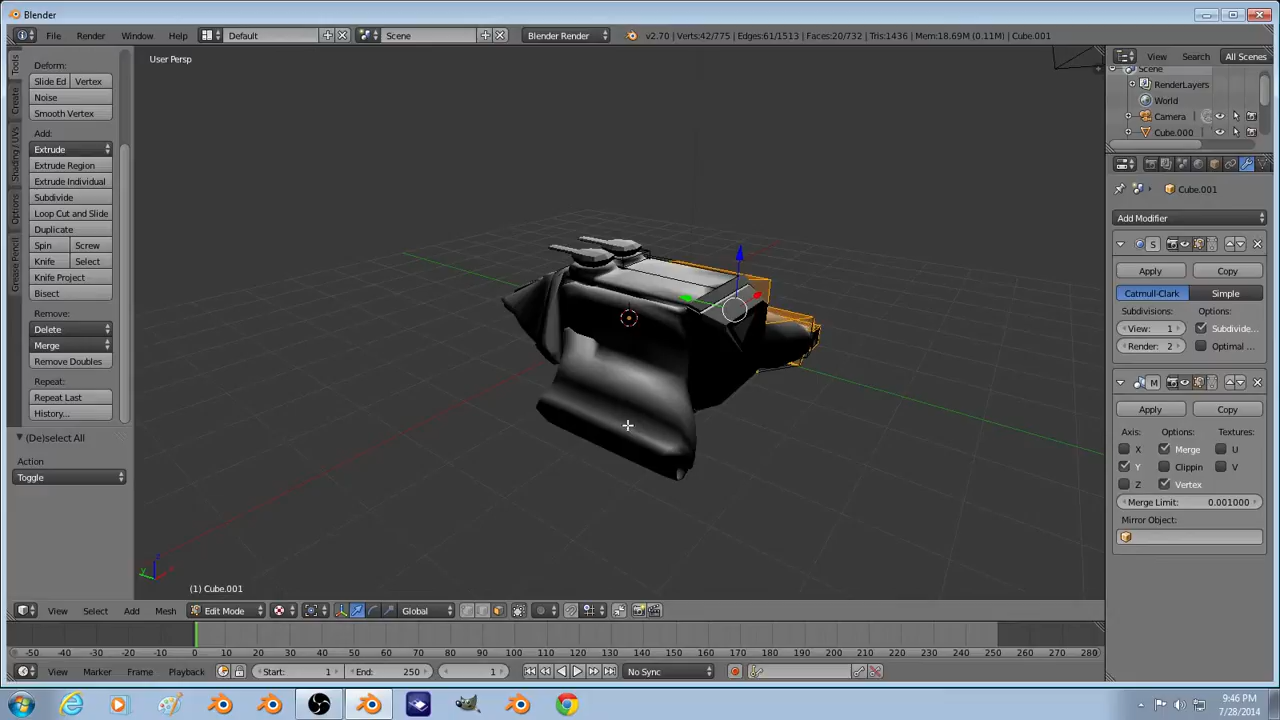 Blender
File Render Window Help Default Scene Blender Render v2.70 | Verts:42/775 | Edges:61/1513 | Faces:20/732 | Tris:1436 | Mem:18.69M (0.11M) | Cube.001
Tools
Create
Shading / UVs
Options
Grease Pencil
Deform:
Slide Ed Vertex
Noise
Smooth Vertex
Add:
Extrude
Extrude Region
Extrude Individual
Subdivide
Loop Cut and Slide
Duplicate
Spin Screw
Knife Select
Knife Project
Bisect
Remove:
Delete
Merge
Remove Doubles
Repeat:
Repeat Last
History...
(De)select All
Action
Toggle
User Persp
(1) Cube.001
View Search All Scenes
Scene
RenderLayers
World
Camera
Cube.000
Cube.001
Add Modifier
S
Apply Copy
Catmull-Clark Simple
Subdivisions: Options:
View: 1 Subdivide...
Render: 2 Optimal ...
M
Apply Copy
Axis: Options: Textures:
X Merge U
Y Clippin V
Z Vertex
Merge Limit: 0.001000
Mirror Object:
View Select Add Mesh Edit Mode Global
-50 -40 -30 -20 -10 0 10 20 30 40 50 60 70 80 90 100 110 120 130 140 150 160 170 180 190 200 210 220 230 240 250 260 270 280
View Marker Frame Playback Start: 1 End: 250 1 No Sync
9:46 PM
7/28/2014